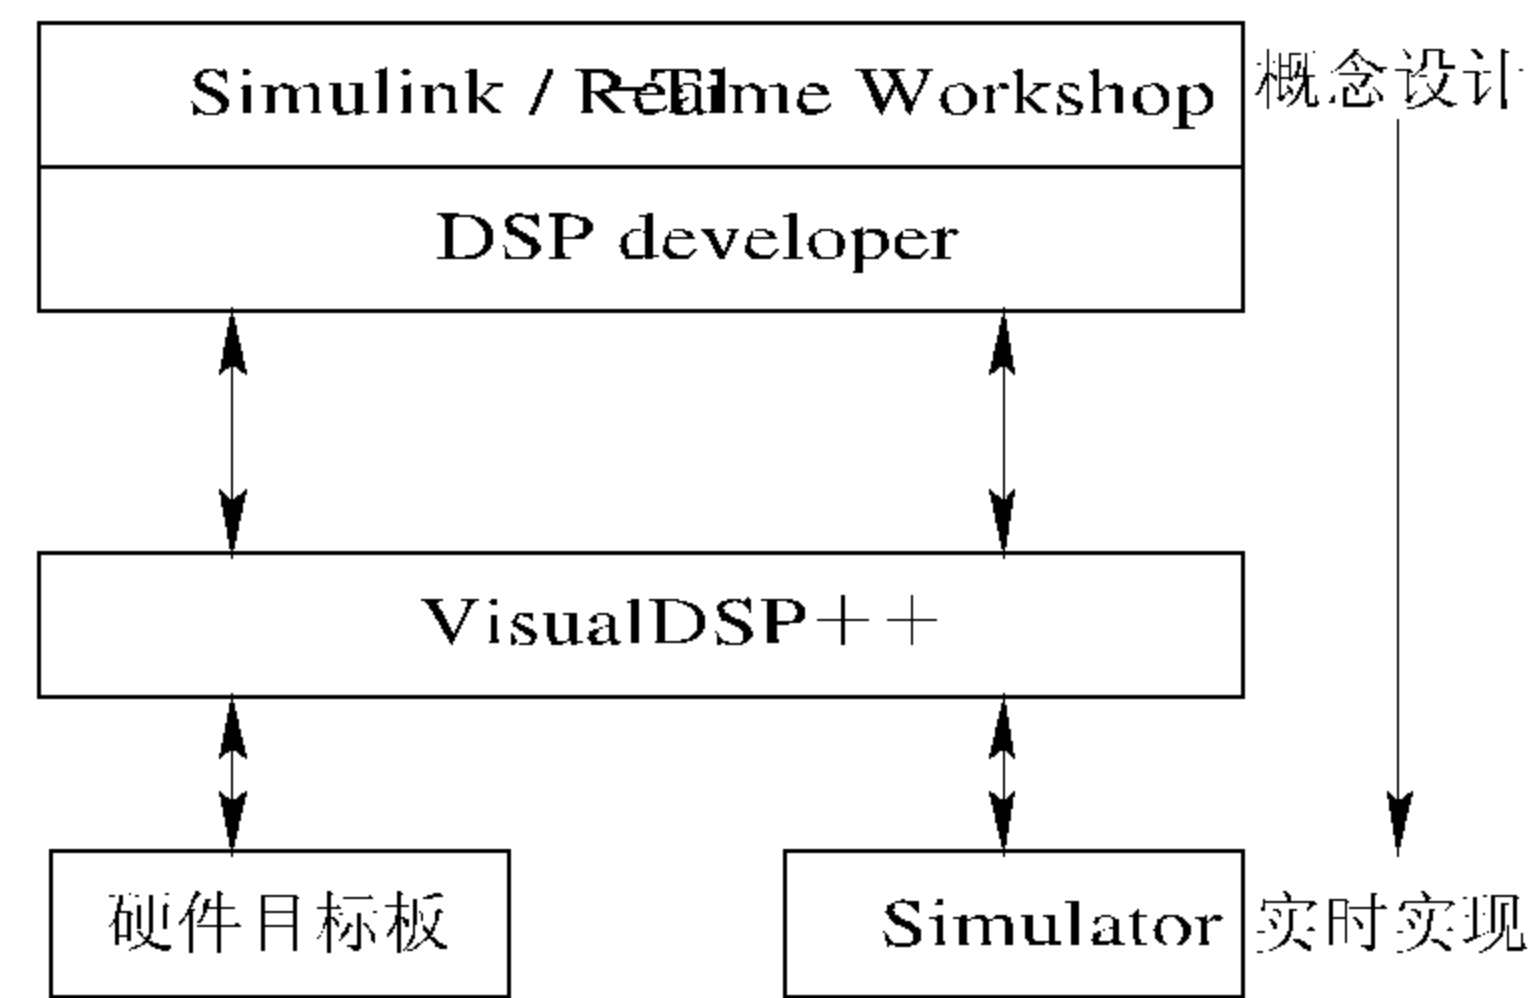 Simulink / Real-Time Workshop
概念设计
DSP developer
VisualDSP++
硬件目标板
Simulator
实时实现